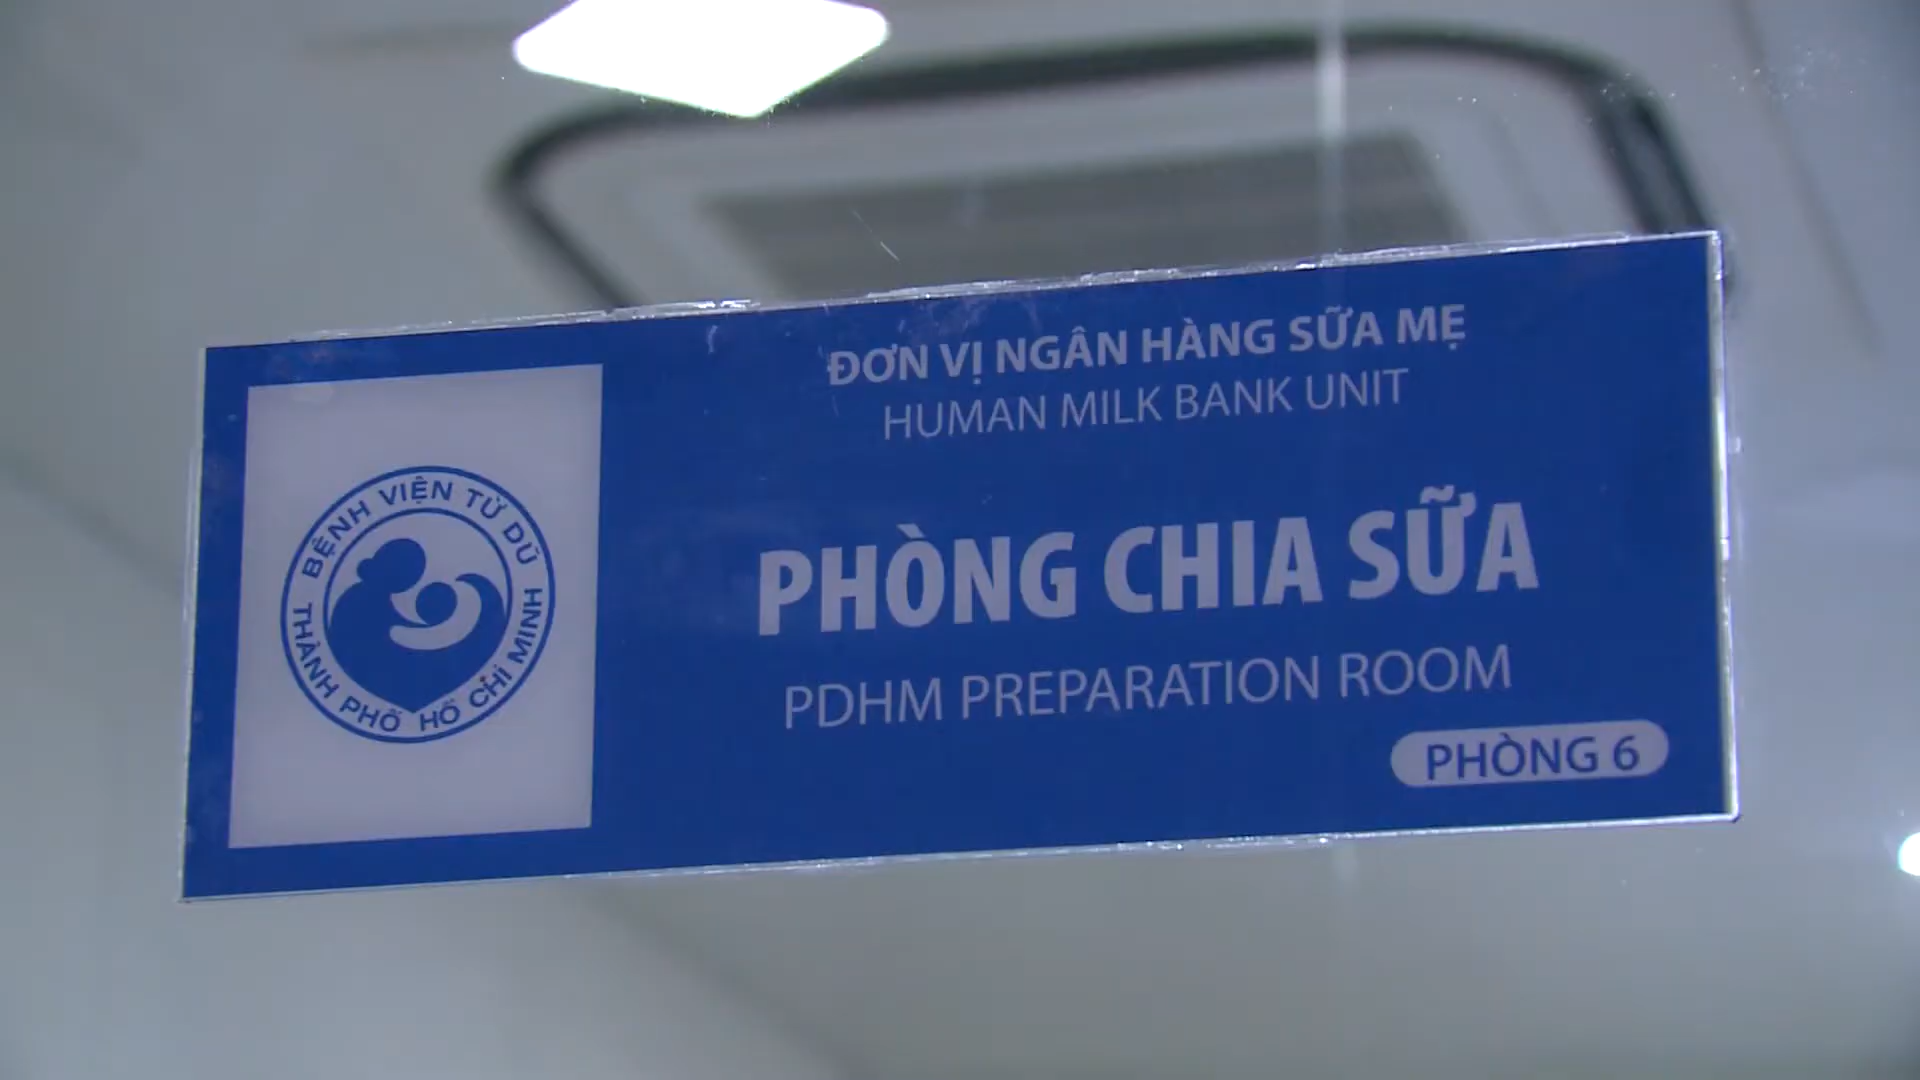 BỆNH VIỆN TỪ DŨ
THÀNH PHỐ HỒ CHÍ MINH
ĐƠN VỊ NGÂN HÀNG SỮA MẸ
HUMAN MILK BANK UNIT
PHÒNG CHIA SỮA
PDHM PREPARATION ROOM
PHÒNG 6